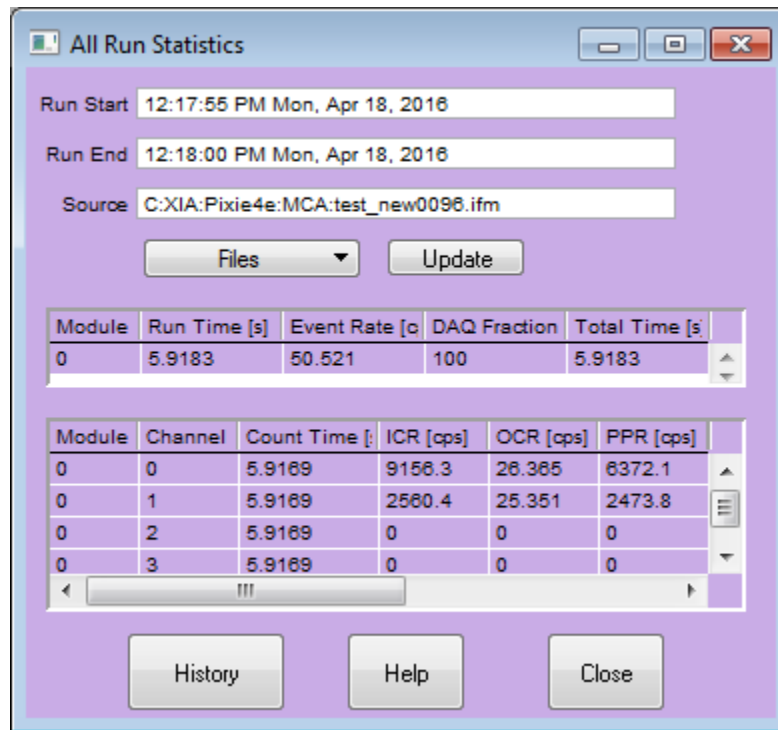 All Run Statistics
Run Start 12:17:55 PM Mon, Apr 18, 2016
Run End 12:18:00 PM Mon, Apr 18, 2016
Source C:XIA:Pixie4e:MCA:test_new0096.ifm
Files Update
Module Run Time [s] Event Rate [c DAQ Fraction Total Time [s
0 5.9183 50.521 100 5.9183
Module Channel Count Time [ ICR [cps] OCR [cps] PPR [cps]
0 0 5.9169 9156.3 26.365 6372.1
0 1 5.9169 2560.4 25.351 2473.8
0 2 5.9169 0 0 0
0 3 5.9169 0 0 0
History Help Close